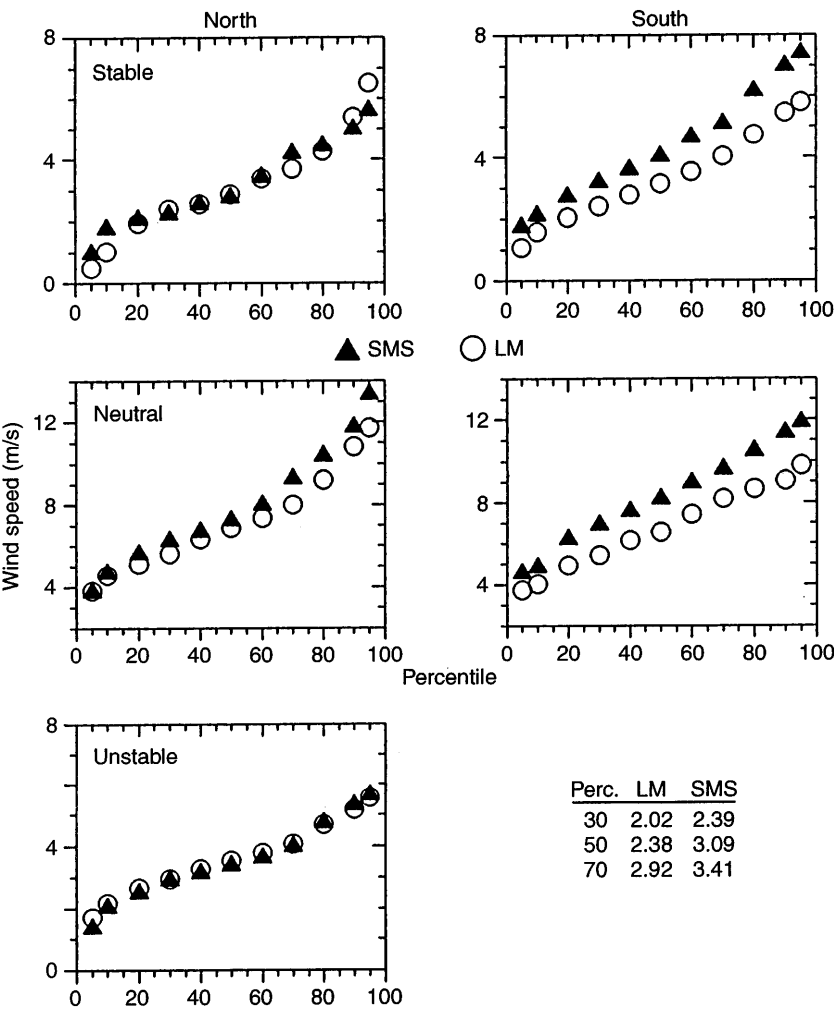 North South
8 8
Stable
4 4
0 0
0 20 40 60 80 100 0 20 40 60 80 100
SMS LM
Neutral
12 12
8 8
4 4
0 20 40 60 80 100 0 20 40 60 80 100
Wind speed (m/s)
Percentile
8
Unstable
4
0
0 20 40 60 80 100
Perc. LM SMS
30 2.02 2.39
50 2.38 3.09
70 2.92 3.41